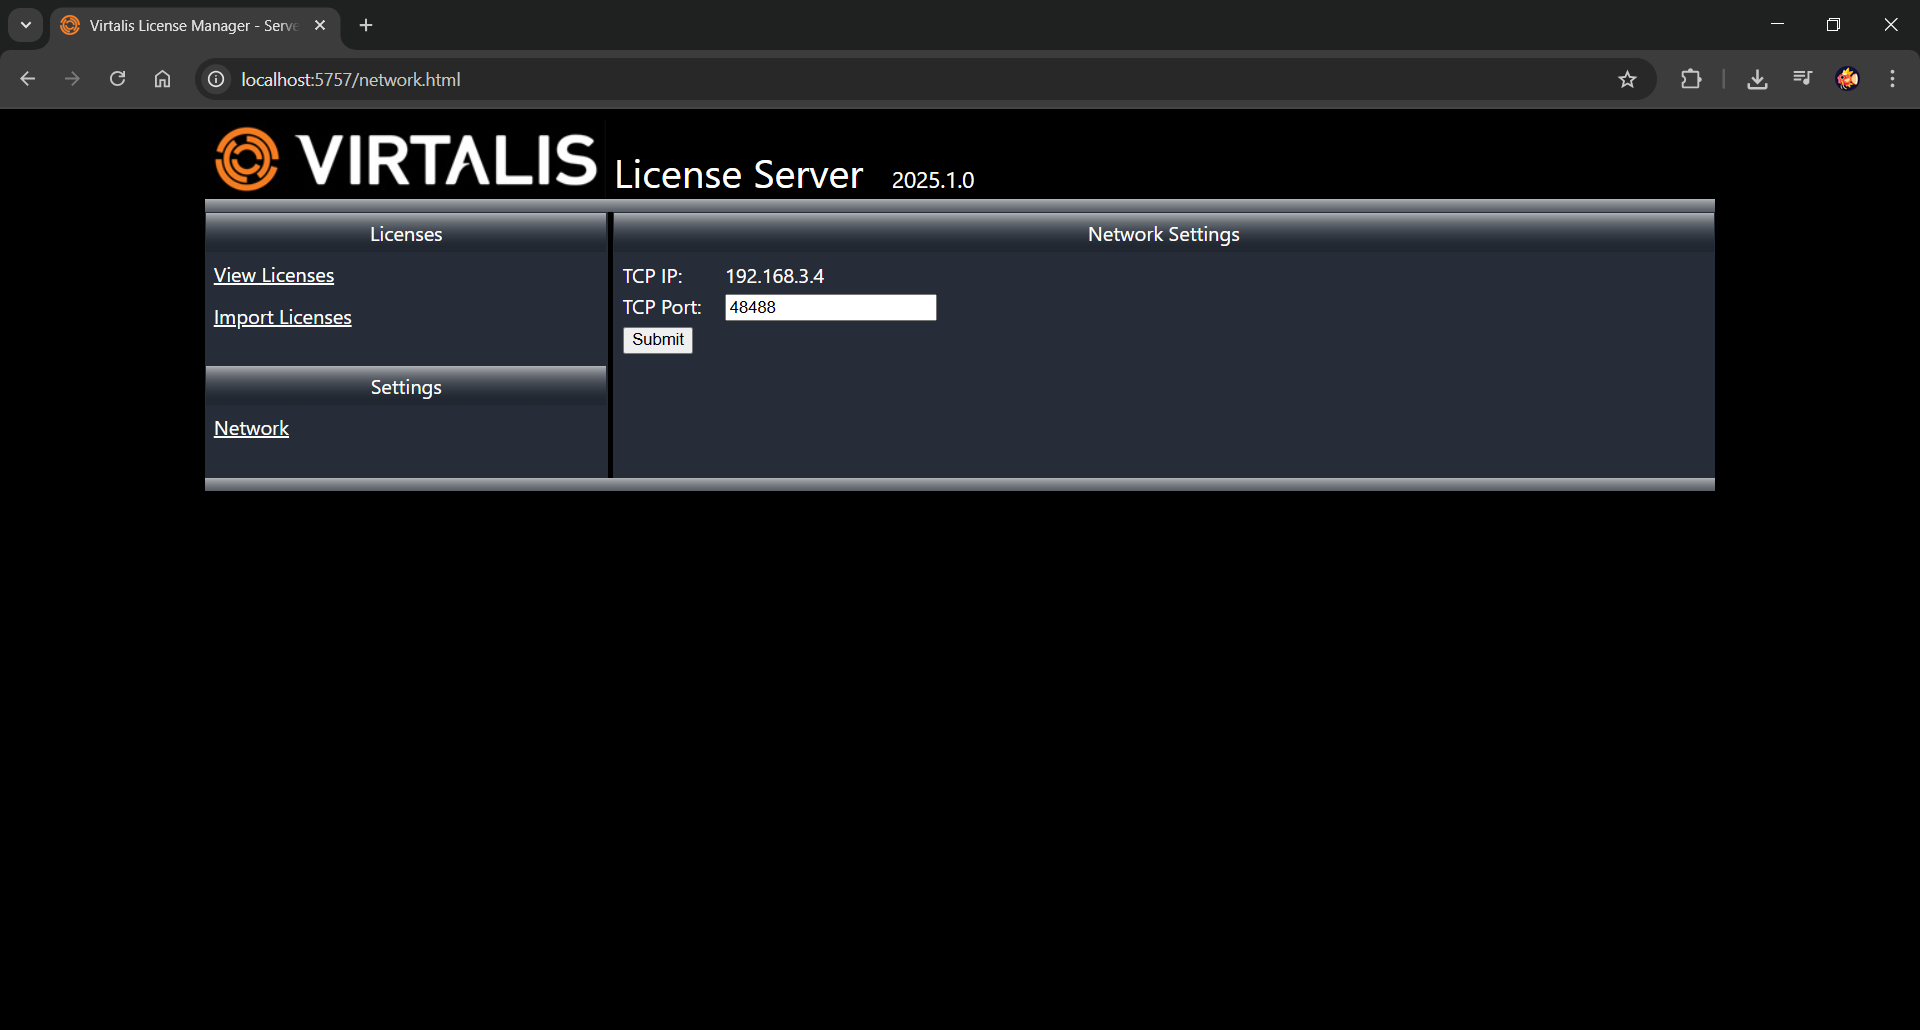 Virtalis License Manager - Serve
localhost:5757/network.html
VIRTALIS License Server 2025.1.0
Licenses
View Licenses
Import Licenses
Settings
Network
Network Settings
TCP IP: 192.168.3.4
TCP Port: 48488
Submit